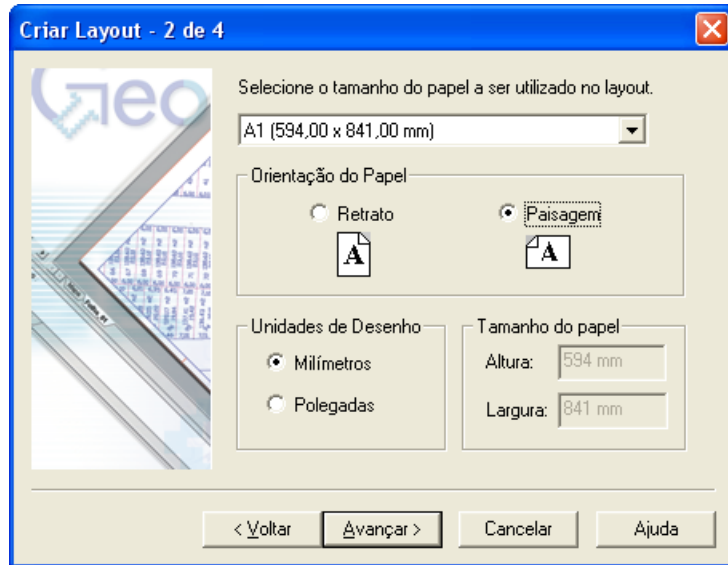 Criar Layout - 2 de 4
Geo
Selecione o tamanho do papel a ser utilizado no layout.
A1 (594,00 x 841,00 mm)
Orientação do Papel
Retrato
Paisagem
A
A
Unidades de Desenho
Milímetros
Polegadas
Tamanho do papel
Altura: 594 mm
Largura: 841 mm
< Voltar
Avançar >
Cancelar
Ajuda